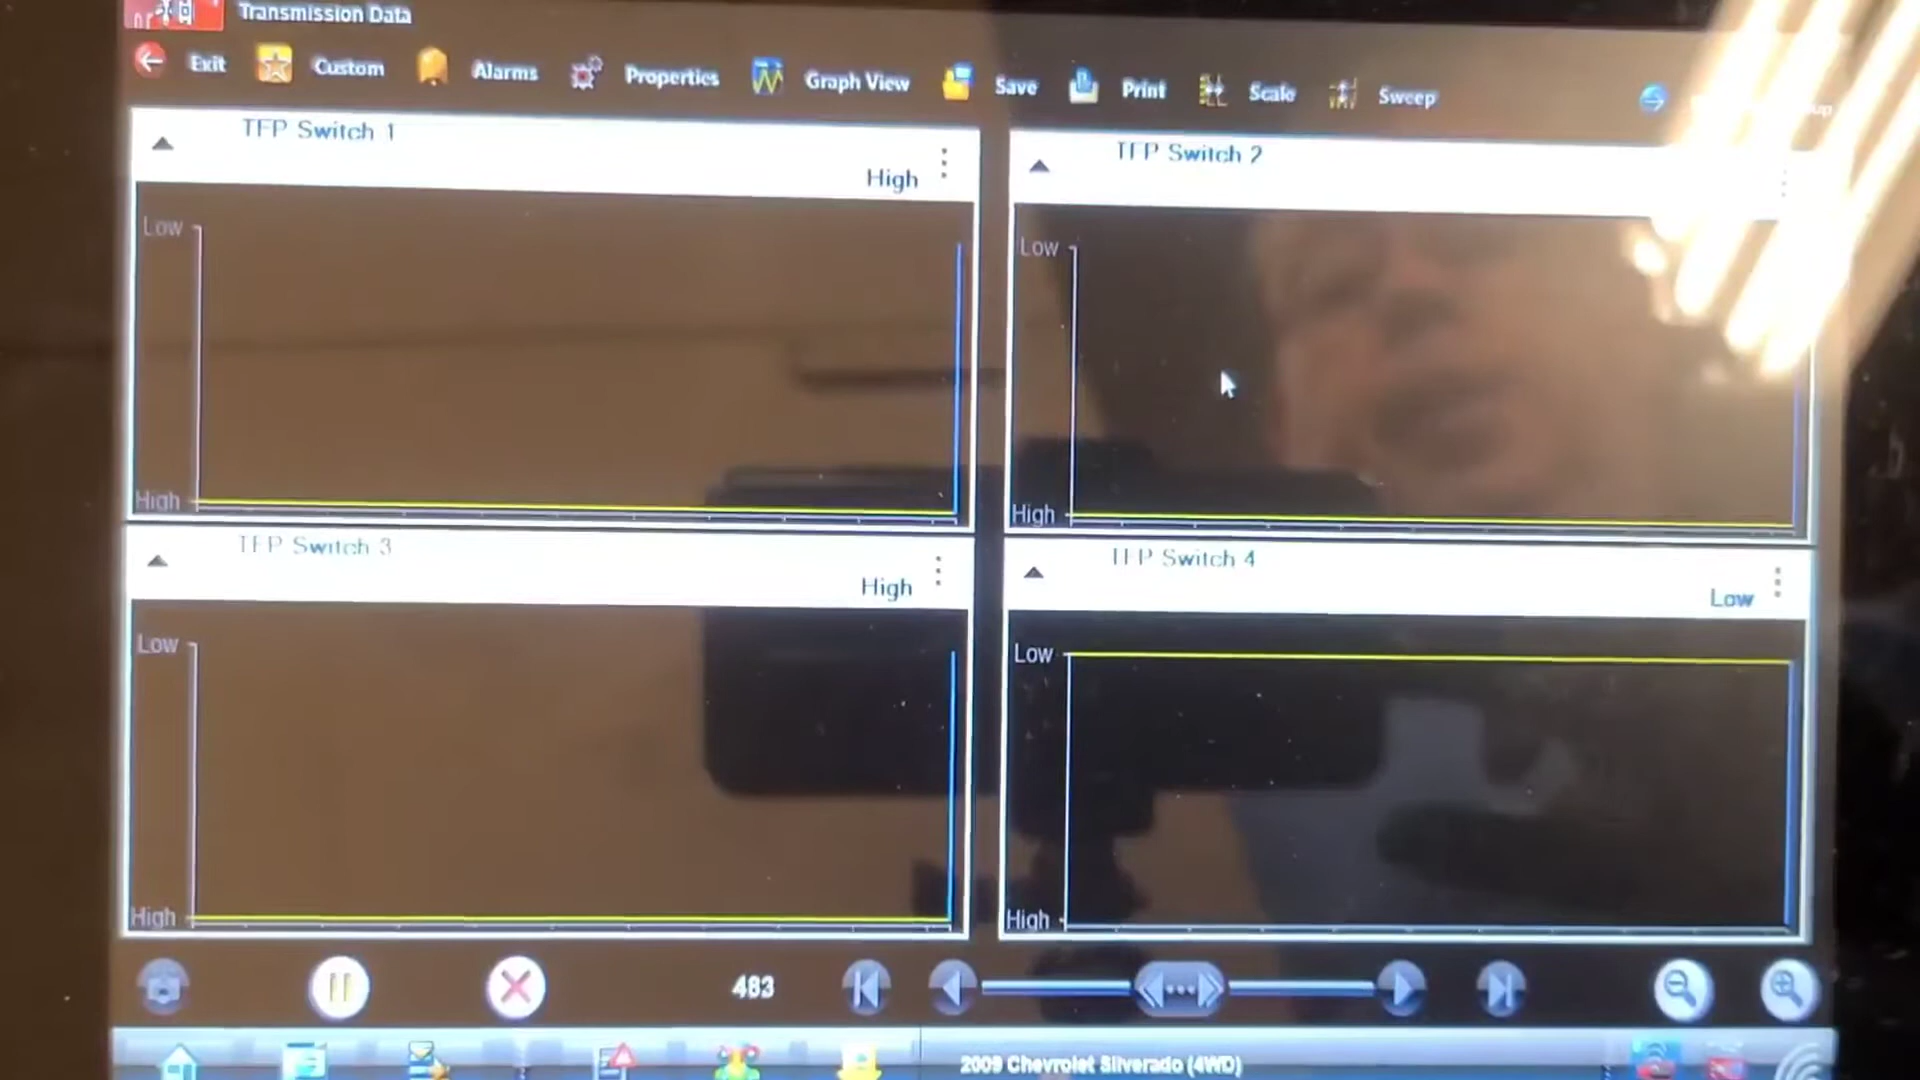 Transmission Data
Exit Custom Alarms Properties Graph View Save Print Scale Sweep
TFP Switch 1
High
Low
High
TFP Switch 2
Low
High
TFP Switch 3
High
Low
High
TFP Switch 4
Low
Low
High
483
2009 Chevrolet Silverado (4WD)